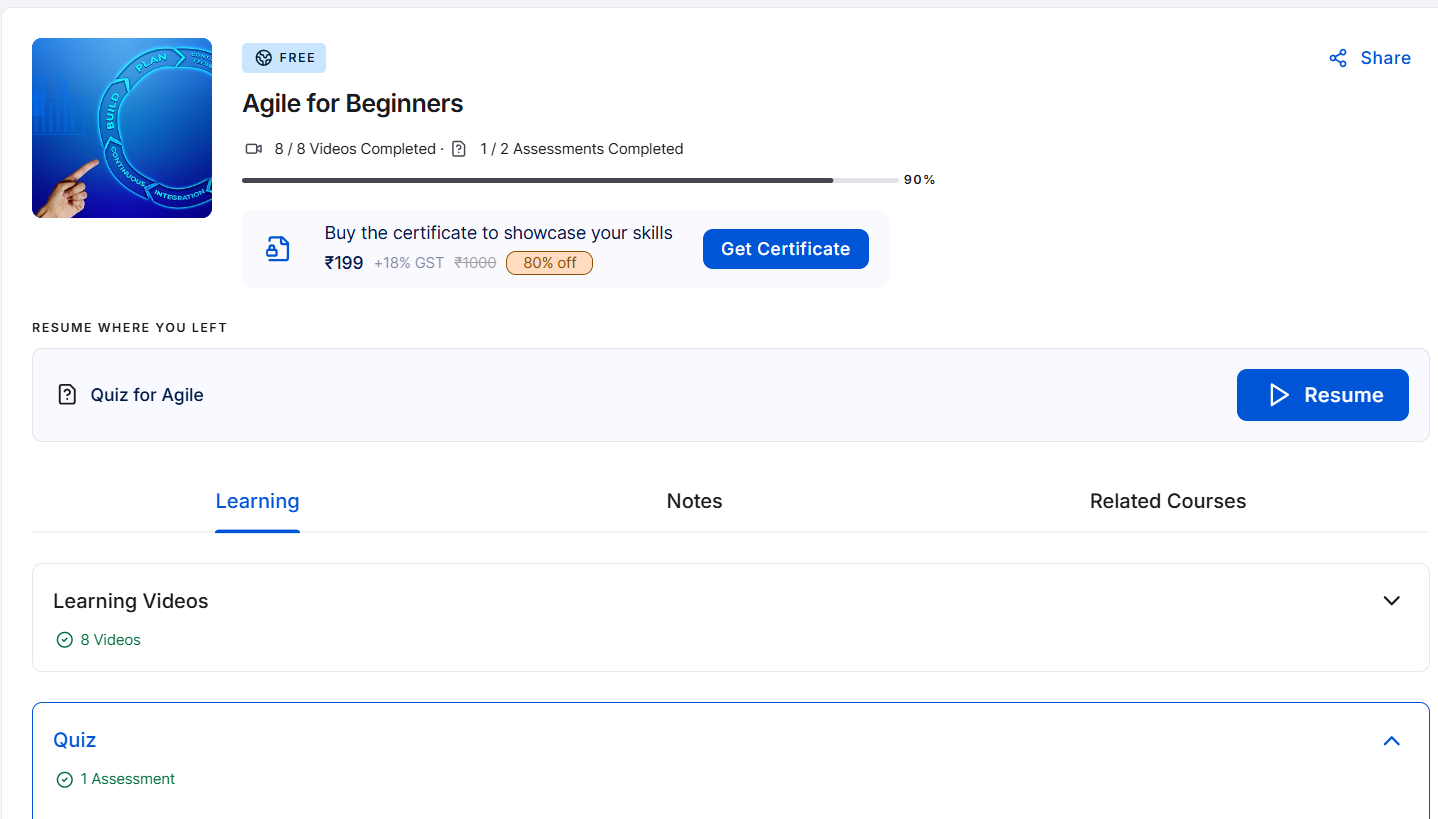 PLAN
BUILD
CONTINUOUS
INTEGRATION
FREE
Share
Agile for Beginners
8 / 8 Videos Completed · 1 / 2 Assessments Completed
90%
Buy the certificate to showcase your skills
₹199 +18% GST ₹1000 80% off
Get Certificate
RESUME WHERE YOU LEFT
Quiz for Agile
Resume
Learning Notes Related Courses
Learning Videos
8 Videos
Quiz
1 Assessment